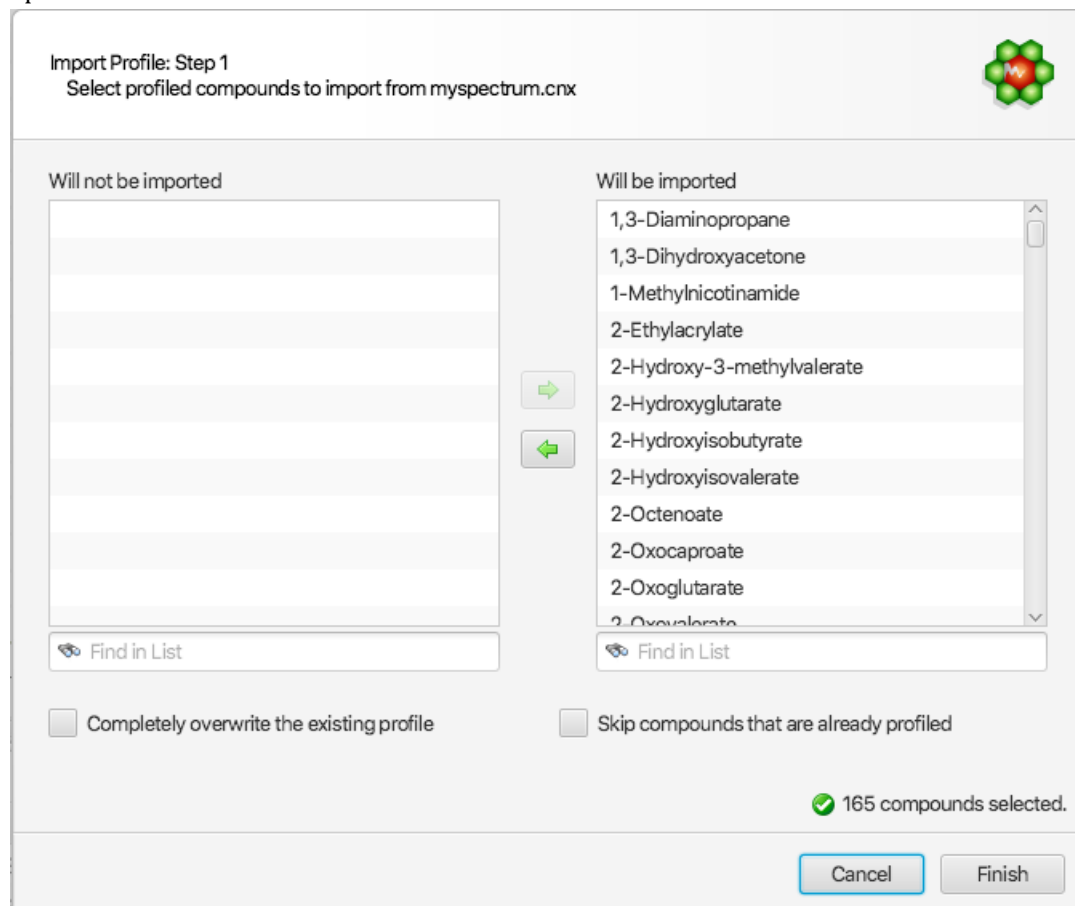 Import Profile: Step 1
Select profiled compounds to import from myspectrum.cnx
Will not be imported
Will be imported
1,3-Diaminopropane
1,3-Dihydroxyacetone
1-Methylnicotinamide
2-Ethylacrylate
2-Hydroxy-3-methylvalerate
2-Hydroxyglutarate
2-Hydroxyisobutyrate
2-Hydroxyisovalerate
2-Octenoate
2-Oxocaproate
2-Oxoglutarate
2-Oxovalerate
Find in List
Find in List
Completely overwrite the existing profile
Skip compounds that are already profiled
165 compounds selected.
Cancel
Finish